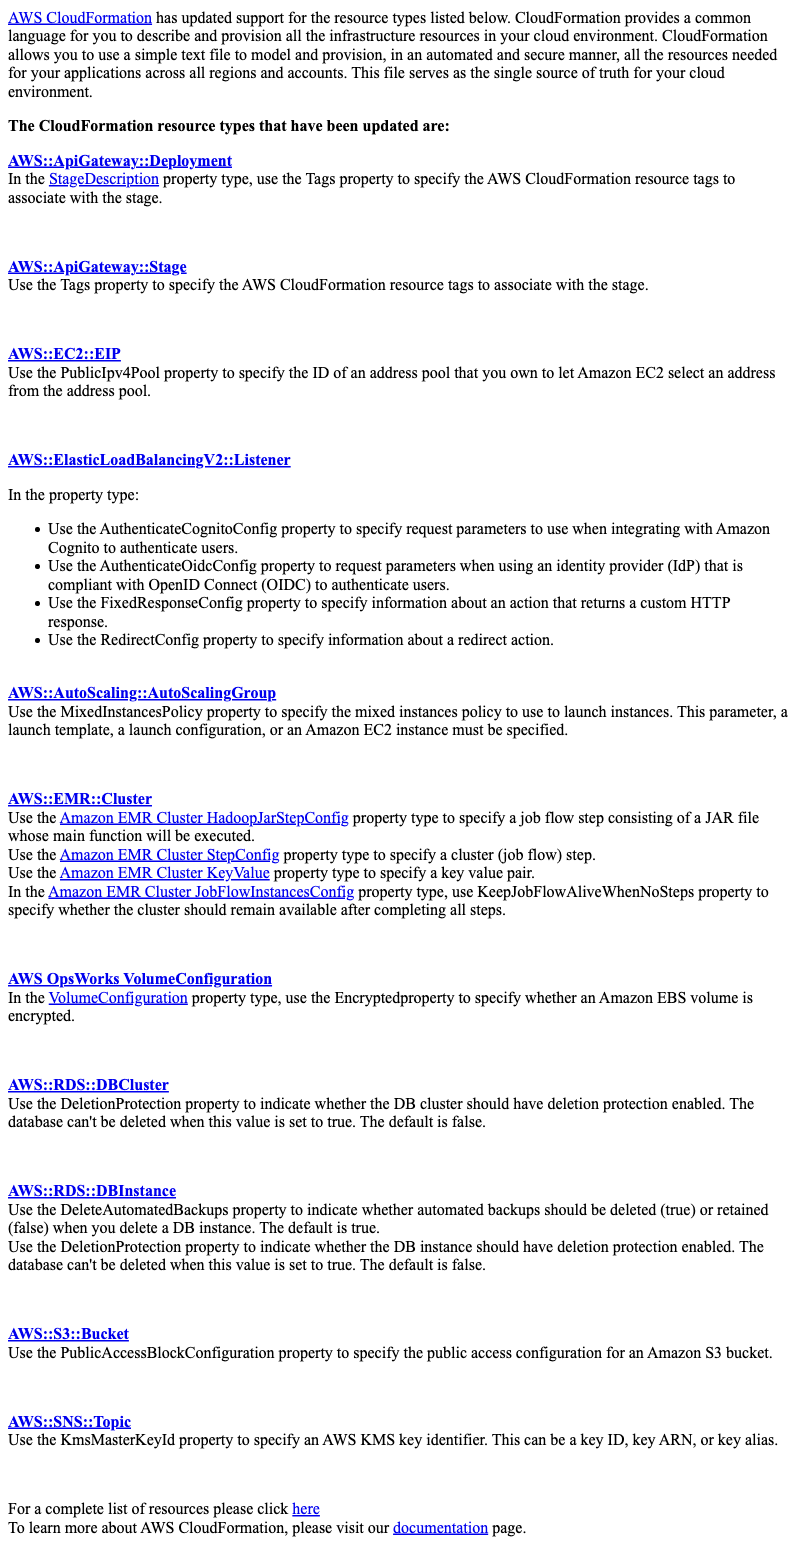 AWS CloudFormation has updated support for the resource types listed below. CloudFormation provides a common
language for you to describe and provision all the infrastructure resources in your cloud environment. CloudFormation
allows you to use a simple text file to model and provision, in an automated and secure manner, all the resources needed
for your applications across all regions and accounts. This file serves as the single source of truth for your cloud
environment.
The CloudFormation resource types that have been updated are:
AWS::ApiGateway::Deployment
In the StageDescription property type, use the Tags property to specify the AWS CloudFormation resource tags to
associate with the stage.
AWS::ApiGateway::Stage
Use the Tags property to specify the AWS CloudFormation resource tags to associate with the stage.
AWS::EC2::EIP
Use the PublicIpv4Pool property to specify the ID of an address pool that you own to let Amazon EC2 select an address
from the address pool.
AWS::ElasticLoadBalancingV2::Listener
In the property type:
• Use the AuthenticateCognitoConfig property to specify request parameters to use when integrating with Amazon
Cognito to authenticate users.
• Use the AuthenticateOidcConfig property to request parameters when using an identity provider (IdP) that is
compliant with OpenID Connect (OIDC) to authenticate users.
• Use the FixedResponseConfig property to specify information about an action that returns a custom HTTP
response.
• Use the RedirectConfig property to specify information about a redirect action.
AWS::AutoScaling::AutoScalingGroup
Use the MixedInstancesPolicy property to specify the mixed instances policy to use to launch instances. This parameter, a
launch template, a launch configuration, or an Amazon EC2 instance must be specified.
AWS::EMR::Cluster
Use the Amazon EMR Cluster HadoopJarStepConfig property type to specify a job flow step consisting of a JAR file
whose main function will be executed.
Use the Amazon EMR Cluster StepConfig property type to specify a cluster (job flow) step.
Use the Amazon EMR Cluster KeyValue property type to specify a key value pair.
In the Amazon EMR Cluster JobFlowInstancesConfig property type, use KeepJobFlowAliveWhenNoSteps property to
specify whether the cluster should remain available after completing all steps.
AWS OpsWorks VolumeConfiguration
In the VolumeConfiguration property type, use the Encryptedproperty to specify whether an Amazon EBS volume is
encrypted.
AWS::RDS::DBCluster
Use the DeletionProtection property to indicate whether the DB cluster should have deletion protection enabled. The
database can't be deleted when this value is set to true. The default is false.
AWS::RDS::DBInstance
Use the DeleteAutomatedBackups property to indicate whether automated backups should be deleted (true) or retained
(false) when you delete a DB instance. The default is true.
Use the DeletionProtection property to indicate whether the DB instance should have deletion protection enabled. The
database can't be deleted when this value is set to true. The default is false.
AWS::S3::Bucket
Use the PublicAccessBlockConfiguration property to specify the public access configuration for an Amazon S3 bucket.
AWS::SNS::Topic
Use the KmsMasterKeyId property to specify an AWS KMS key identifier. This can be a key ID, key ARN, or key alias.
For a complete list of resources please click here
To learn more about AWS CloudFormation, please visit our documentation page.